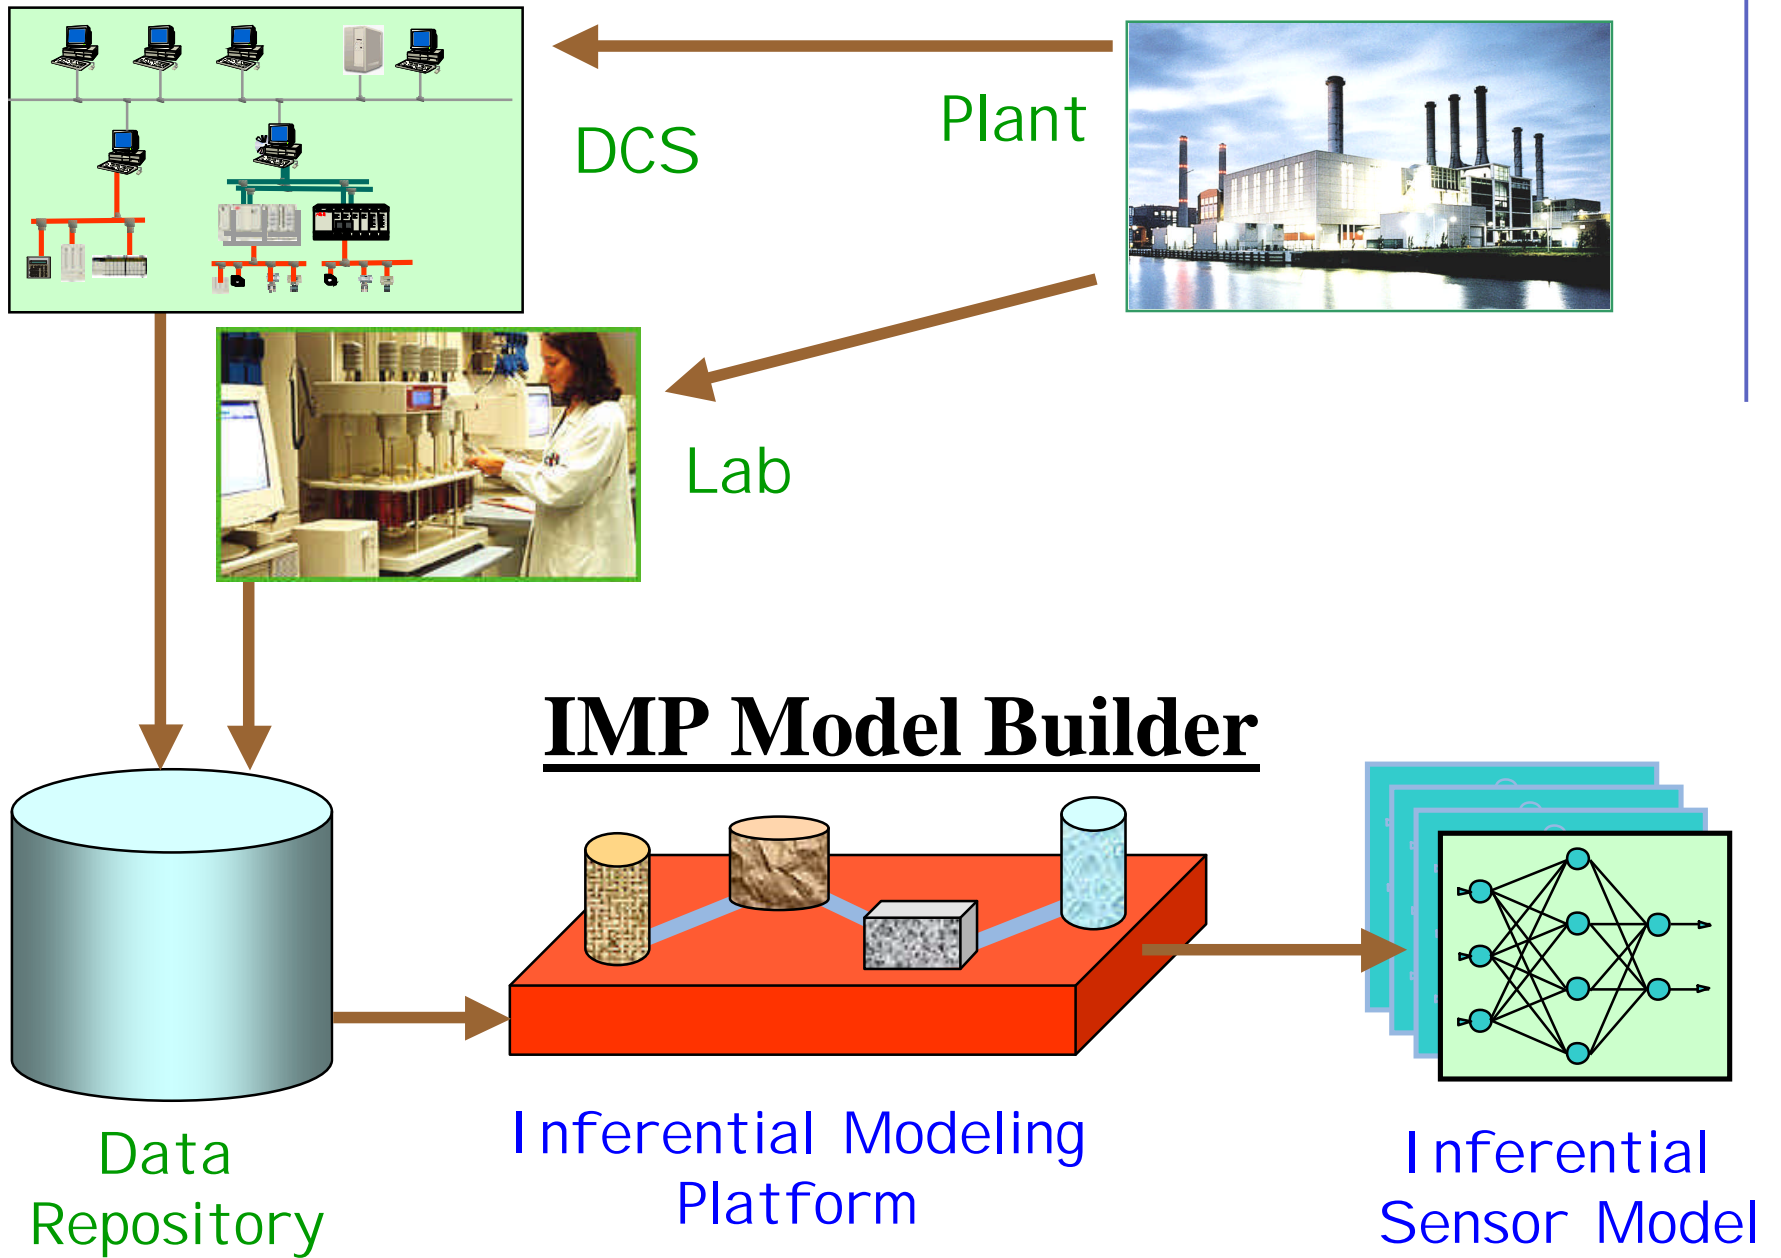 Plant
DCS
Lab
IMP Model Builder
Inferential Modeling
Platform
Data
Repository
Inferential
Sensor Model